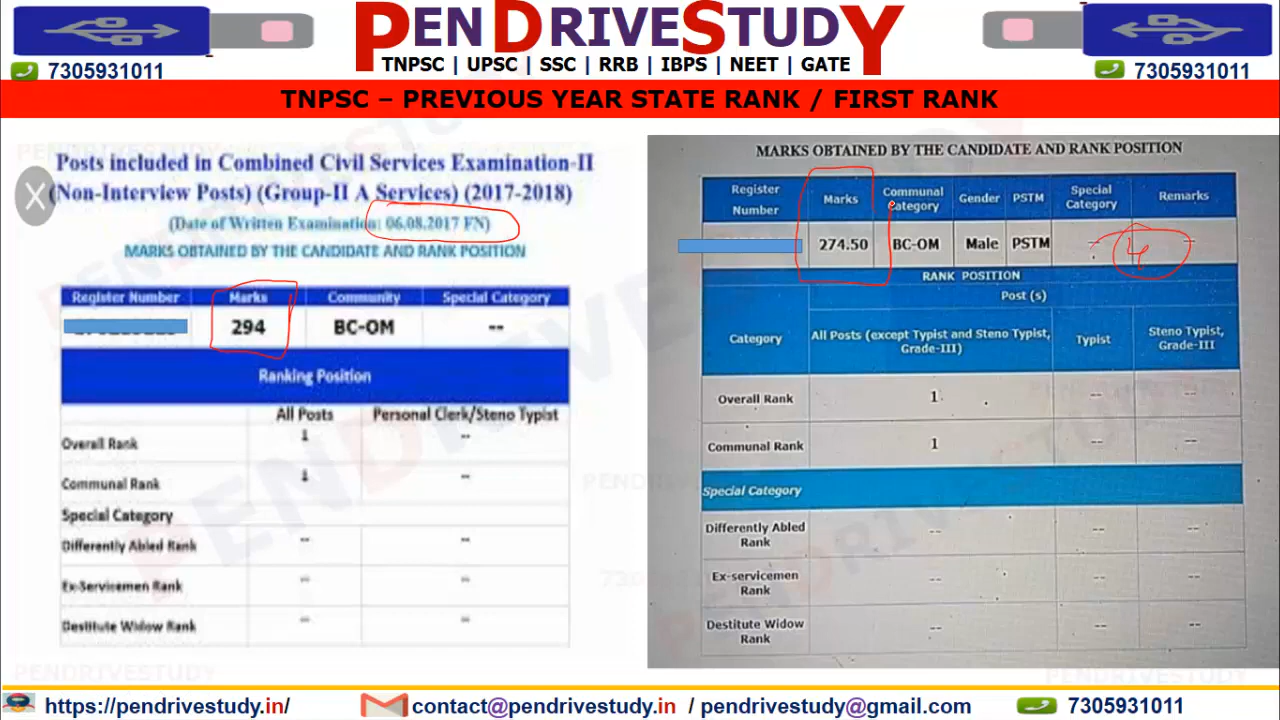 PENDRIVESTUDY
TNPSC | UPSC | SSC | RRB | IBPS | NEET | GATE
7305931011
7305931011
TNPSC – PREVIOUS YEAR STATE RANK / FIRST RANK
Posts included in Combined Civil Services Examination-II
(Non-Interview Posts) (Group-II A Services) (2017-2018)
(Date of Written Examination: 06.08.2017 FN)
MARKS OBTAINED BY THE CANDIDATE AND RANK POSITION
Register Number Marks Community Special Category
294 BC-OM --
Ranking Position
All Posts Personal Clerk/Steno Typist
Overall Rank 1 --
Communal Rank 1 --
Special Category
Differently Abled Rank -- --
Ex-Servicemen Rank -- --
Destitute Widow Rank -- --
MARKS OBTAINED BY THE CANDIDATE AND RANK POSITION
Register Number Marks Communal Category Gender PSTM Special Category Remarks
274.50 BC-OM Male PSTM -- --
4
RANK POSITION
Post (s)
Category All Posts (except Typist and Steno Typist, Grade-III) Typist Steno Typist, Grade-III
Overall Rank 1 -- --
Communal Rank 1 -- --
Special Category
Differently Abled Rank -- -- --
Ex-servicemen Rank -- -- --
Destitute Widow Rank -- -- --
https://pendrivestudy.in/
contact@pendrivestudy.in / pendrivestudy@gmail.com
7305931011